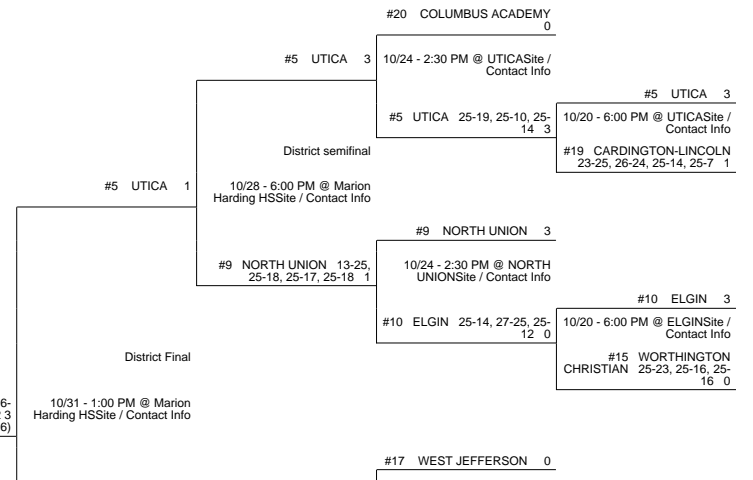 #20 COLUMBUS ACADEMY
0
#5 UTICA 3
10/24 - 2:30 PM @ UTICASite /
Contact Info
#5 UTICA 3
#5 UTICA 25-19, 25-10, 25-
14 3
10/20 - 6:00 PM @ UTICASite /
Contact Info
District semifinal
#19 CARDINGTON-LINCOLN
23-25, 26-24, 25-14, 25-7 1
#5 UTICA 1
10/28 - 6:00 PM @ Marion
Harding HSSite / Contact Info
#9 NORTH UNION 3
#9 NORTH UNION 13-25,
25-18, 25-17, 25-18 1
10/24 - 2:30 PM @ NORTH
UNIONSite / Contact Info
#10 ELGIN 3
#10 ELGIN 25-14, 27-25, 25-
12 0
10/20 - 6:00 PM @ ELGINSite /
Contact Info
District Final
#15 WORTHINGTON
CHRISTIAN 25-23, 25-16, 25-
16 0
6-
3
6)
10/31 - 1:00 PM @ Marion
Harding HSSite / Contact Info
#17 WEST JEFFERSON 0